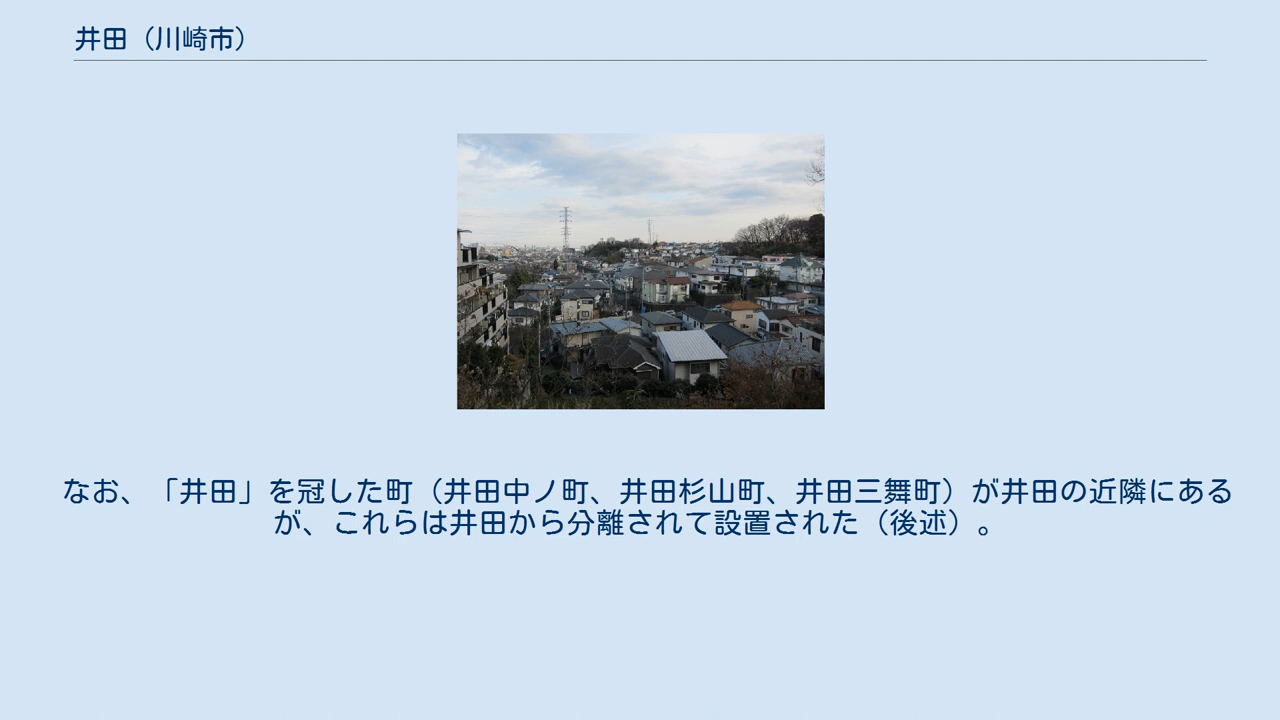 井田（川崎市）
なお、「井田」を冠した町（井田中ノ町、井田杉山町、井田三舞町）が井田の近隣にある
が、これらは井田から分離されて設置された（後述）。